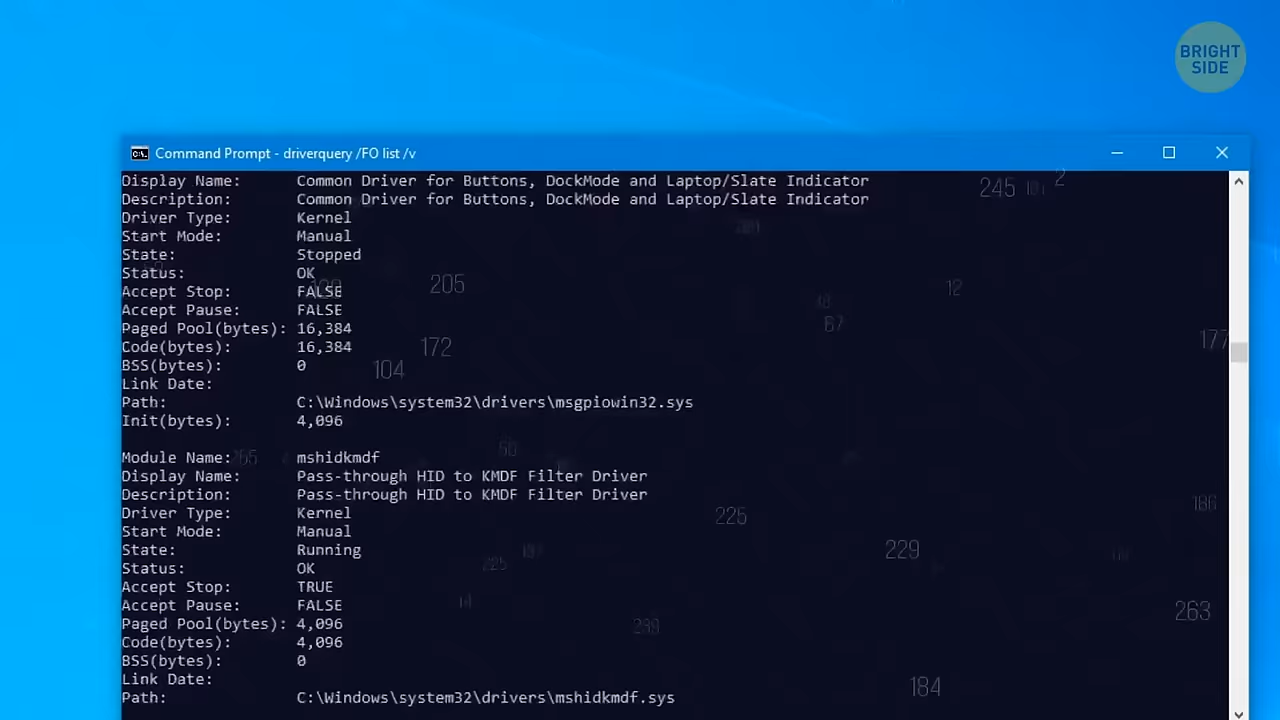 BRIGHT
SIDE
Command Prompt - driverquery /FO list /v
Display Name: Common Driver for Buttons, DockMode and Laptop/Slate Indicator
Description: Common Driver for Buttons, DockMode and Laptop/Slate Indicator
Driver Type: Kernel
Start Mode: Manual
State: Stopped
Status: OK
Accept Stop: FALSE
Accept Pause: FALSE
Paged Pool(bytes): 16,384
Code(bytes): 16,384
BSS(bytes): 0
Link Date:
Path: C:\Windows\system32\drivers\msgpiowin32.sys
Init(bytes): 4,096
Module Name: mshidkmdf
Display Name: Pass-through HID to KMDF Filter Driver
Description: Pass-through HID to KMDF Filter Driver
Driver Type: Kernel
Start Mode: Manual
State: Running
Status: OK
Accept Stop: TRUE
Accept Pause: FALSE
Paged Pool(bytes): 4,096
Code(bytes): 4,096
BSS(bytes): 0
Link Date:
Path: C:\Windows\system32\drivers\mshidkmdf.sys
245
2
205
12
67
177
172
104
186
225
229
263
184